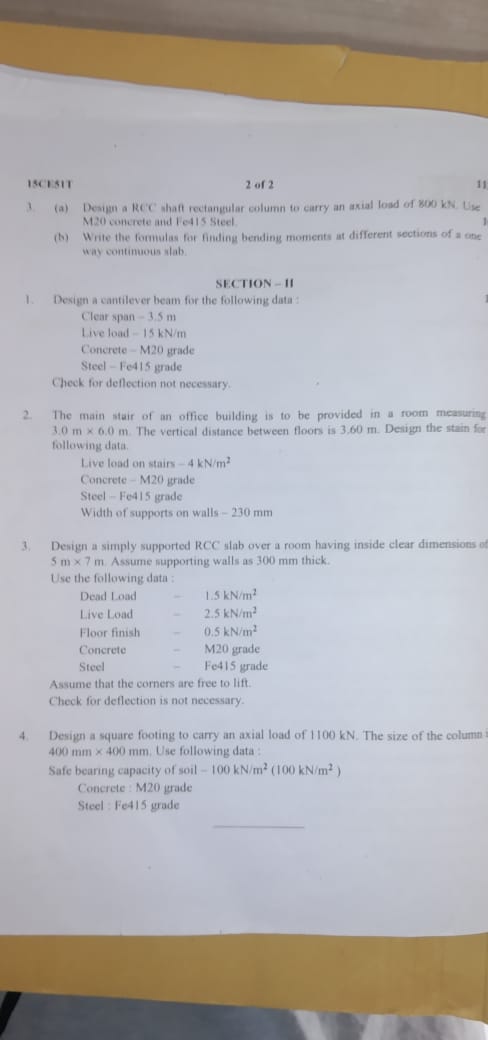 15CE51T 2 of 2 11
3. (a) Design a RCC shaft rectangular column to carry an axial load of 800 kN. Use
M20 concrete and Fe415 Steel.
(b) Write the formulas for finding bending moments at different sections of a one
way continuous slab.
SECTION – II
1. Design a cantilever beam for the following data :
Clear span – 3.5 m
Live load – 15 kN/m
Concrete – M20 grade
Steel – Fe415 grade
Check for deflection not necessary.
2. The main stair of an office building is to be provided in a room measuring
3.0 m × 6.0 m. The vertical distance between floors is 3.60 m. Design the stain for
following data.
Live load on stairs – 4 kN/m²
Concrete – M20 grade
Steel – Fe415 grade
Width of supports on walls – 230 mm
3. Design a simply supported RCC slab over a room having inside clear dimensions of
5 m × 7 m. Assume supporting walls as 300 mm thick.
Use the following data :
Dead Load – 1.5 kN/m²
Live Load – 2.5 kN/m²
Floor finish – 0.5 kN/m²
Concrete – M20 grade
Steel – Fe415 grade
Assume that the corners are free to lift.
Check for deflection is not necessary.
4. Design a square footing to carry an axial load of 1100 kN. The size of the column
400 mm × 400 mm. Use following data :
Safe bearing capacity of soil – 100 kN/m² (100 kN/m² )
Concrete : M20 grade
Steel : Fe415 grade